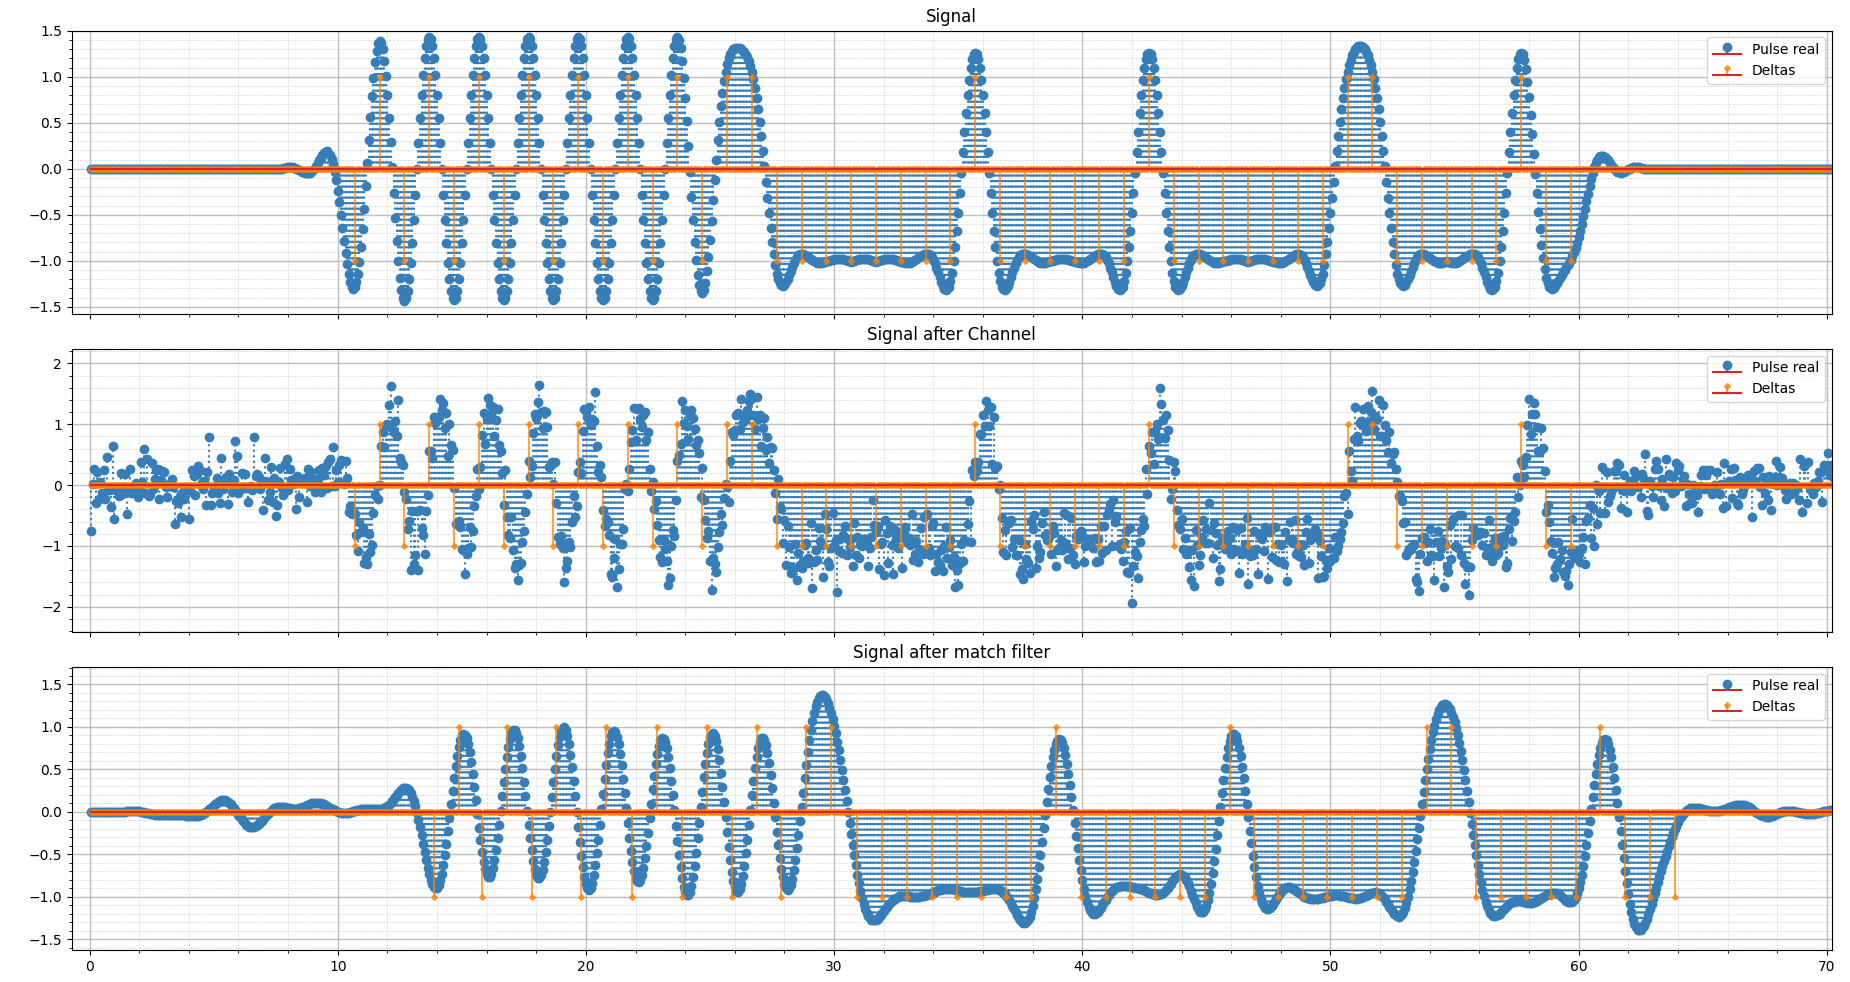 Signal
1.5
1.0
0.5
0.0
−0.5
−1.0
−1.5
Pulse real
Deltas
Signal after Channel
2
1
0
−1
−2
Pulse real
Deltas
Signal after match filter
1.5
1.0
0.5
0.0
−0.5
−1.0
−1.5
Pulse real
Deltas
0 10 20 30 40 50 60 70